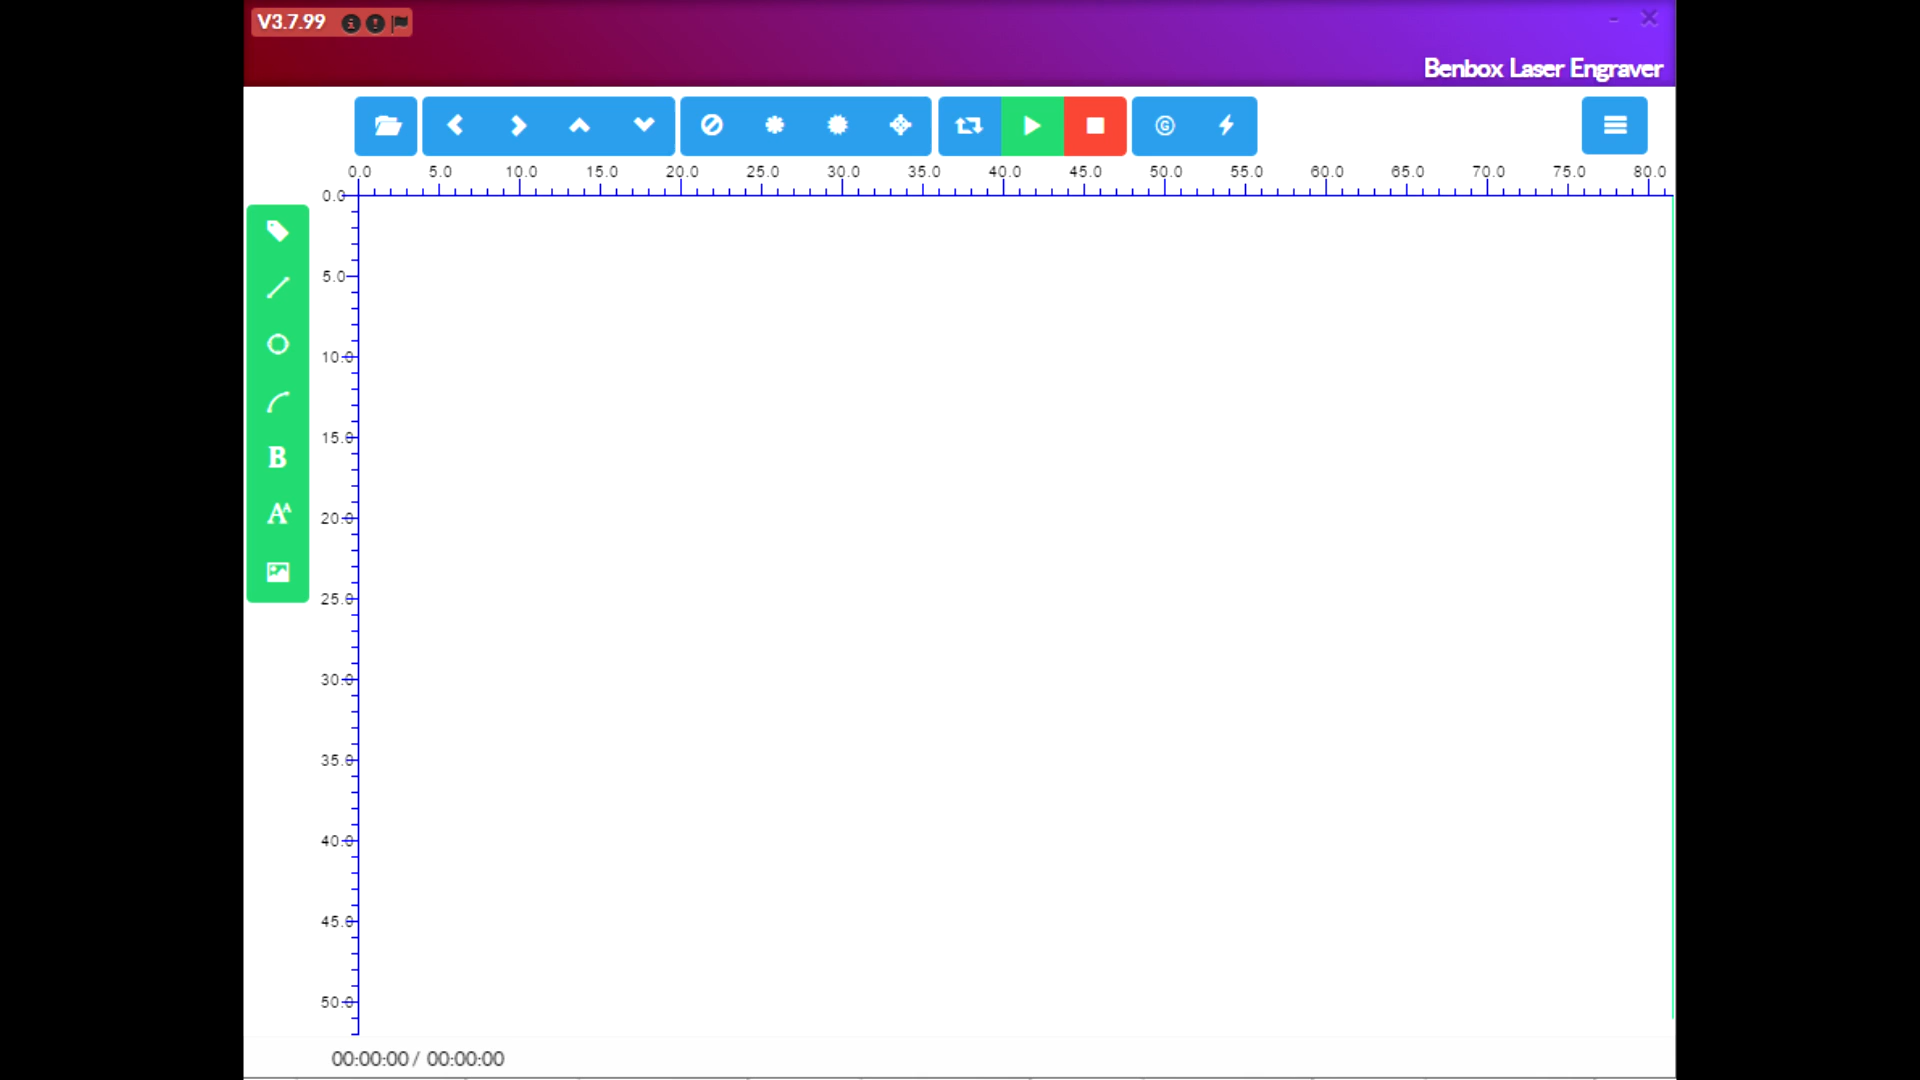 V3.7.99
Benbox Laser Engraver
0.0 5.0 10.0 15.0 20.0 25.0 30.0 35.0 40.0 45.0 50.0 55.0 60.0 65.0 70.0 75.0 80.0
0.0
5.0
10.0
15.0
B
20.0
AA
25.0
30.0
35.0
40.0
45.0
50.0
00:00:00 / 00:00:00